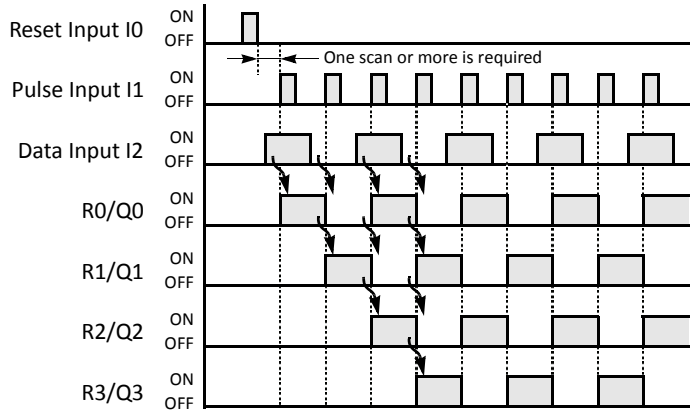 Reset Input I0 ON
OFF
One scan or more is required
Pulse Input I1 ON
OFF
Data Input I2 ON
OFF
R0/Q0 ON
OFF
R1/Q1 ON
OFF
R2/Q2 ON
OFF
R3/Q3 ON
OFF